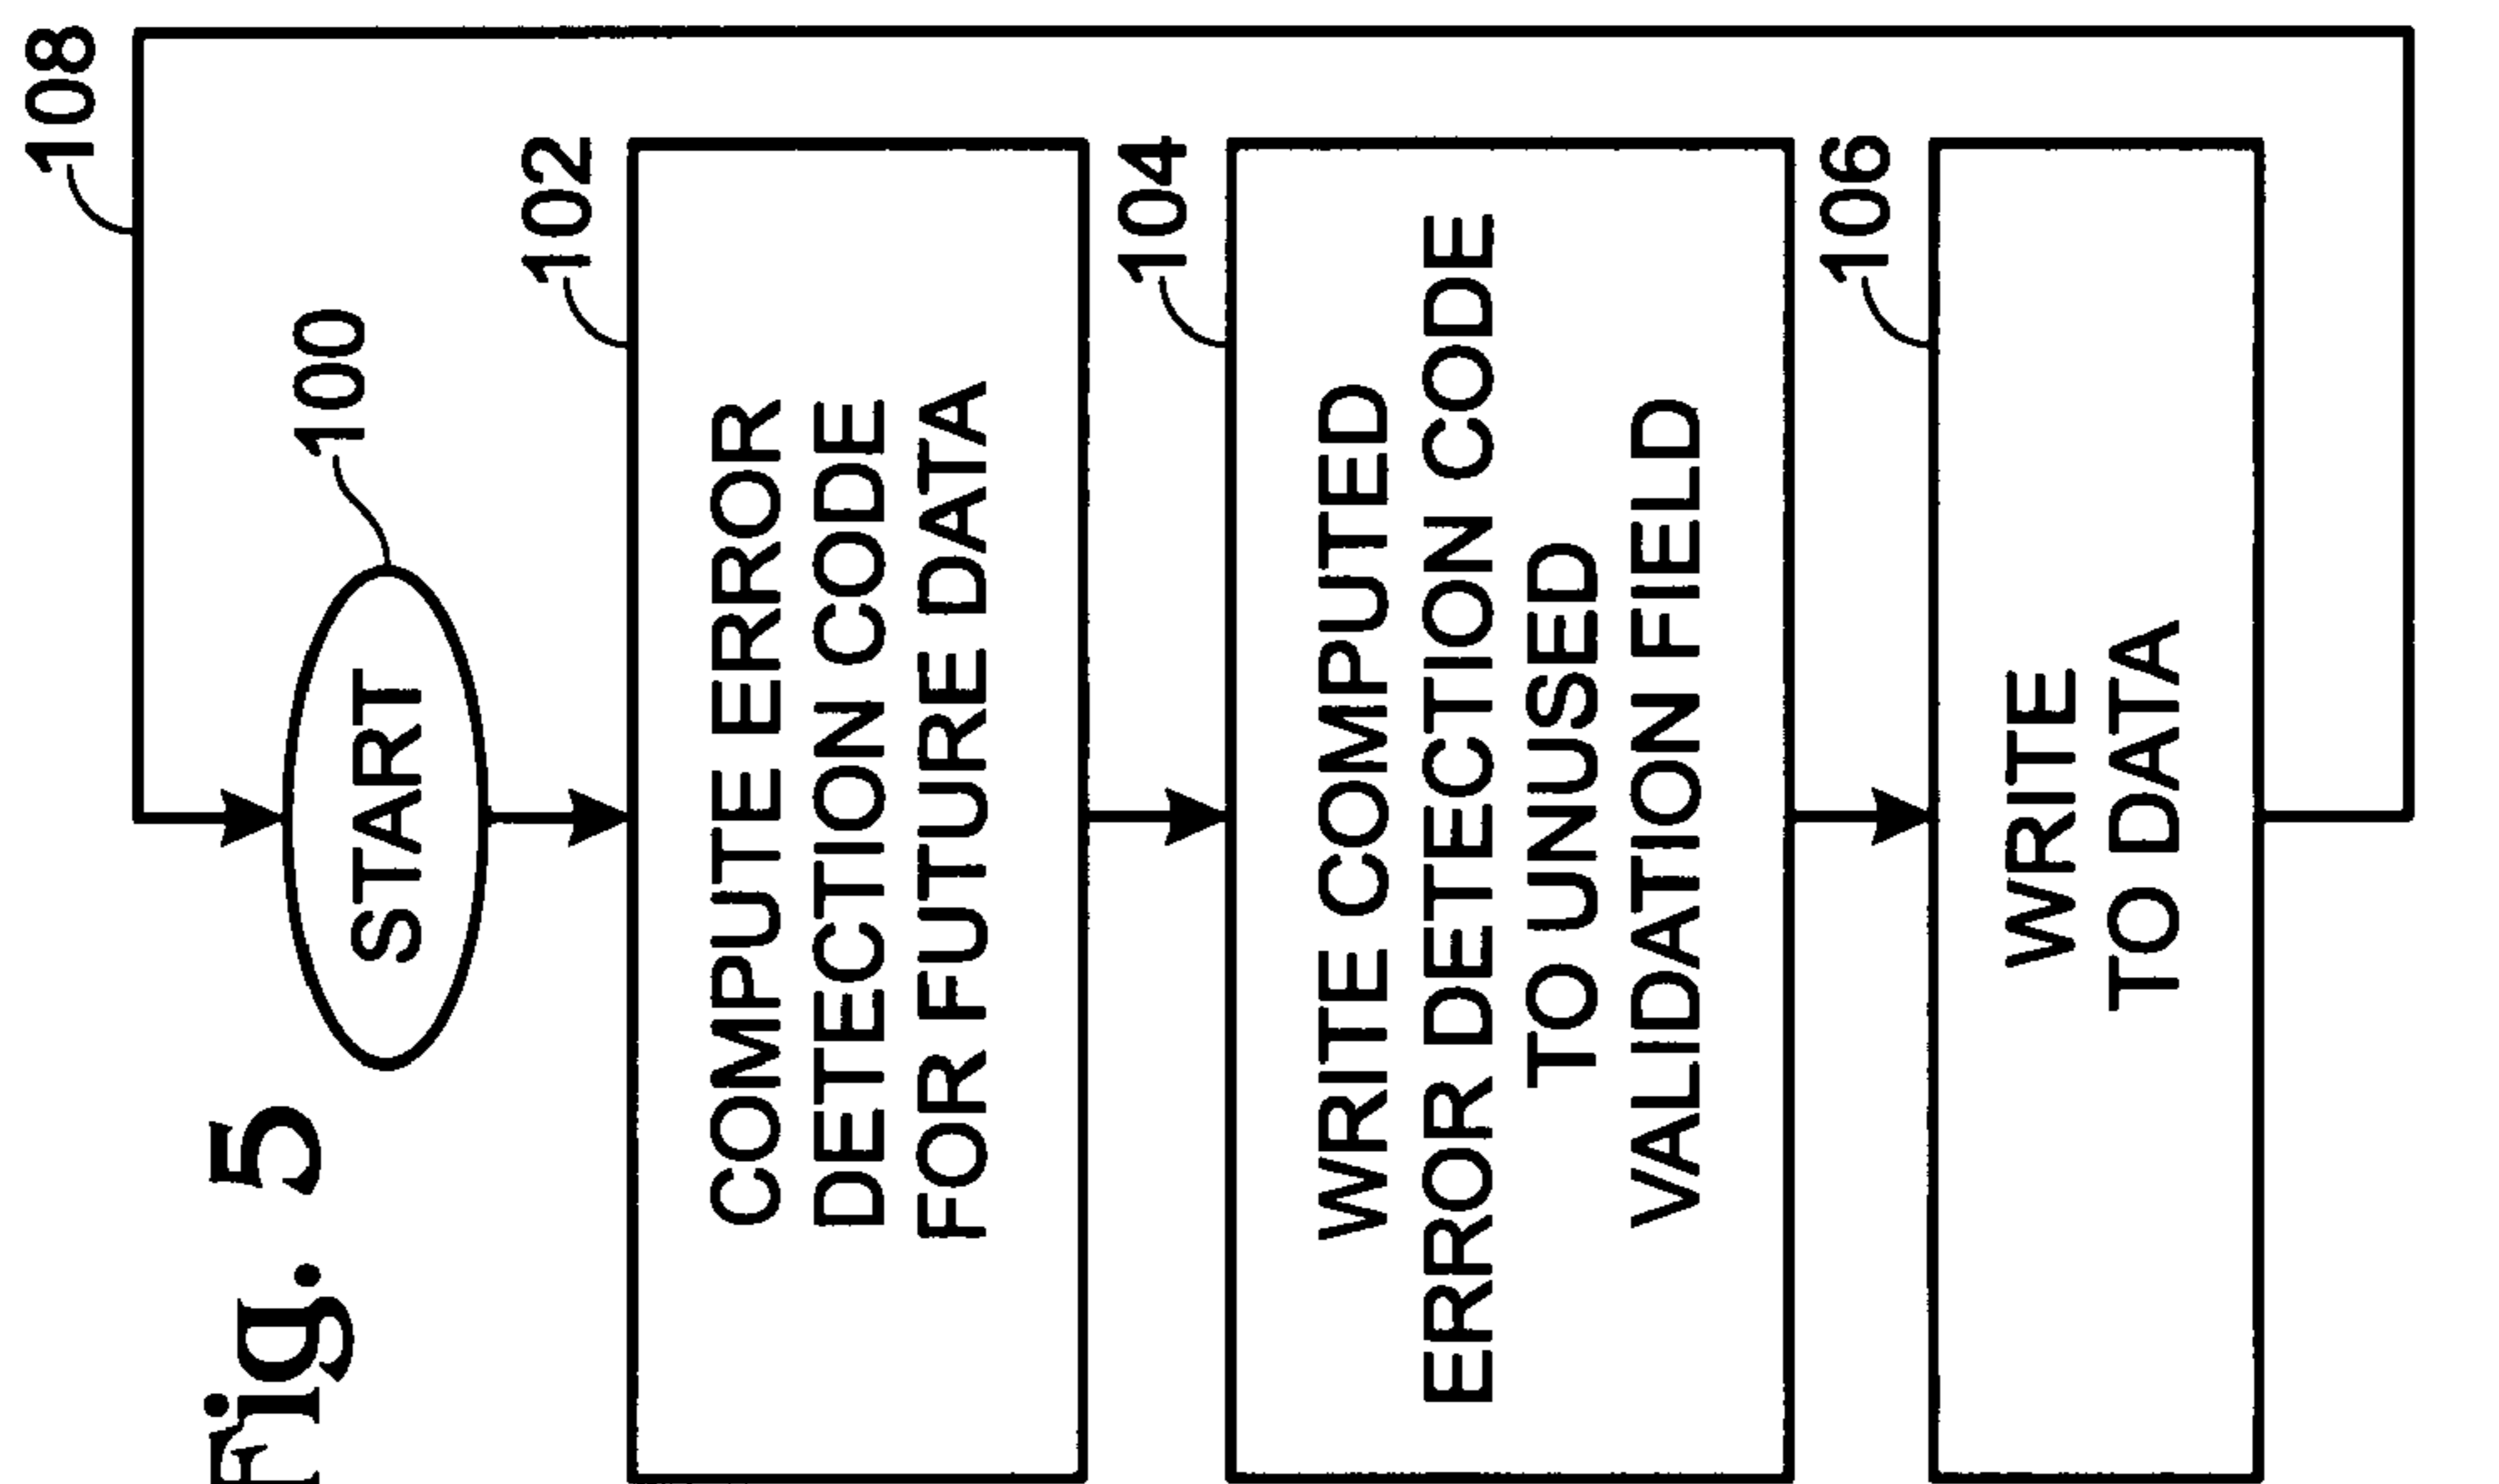 Fig. 5
108
START
100
102
COMPUTE ERROR
DETECTION CODE
FOR FUTURE DATA
104
WRITE COMPUTED
ERROR DETECTION CODE
TO UNUSED
VALIDATION FIELD
106
WRITE
TO DATA